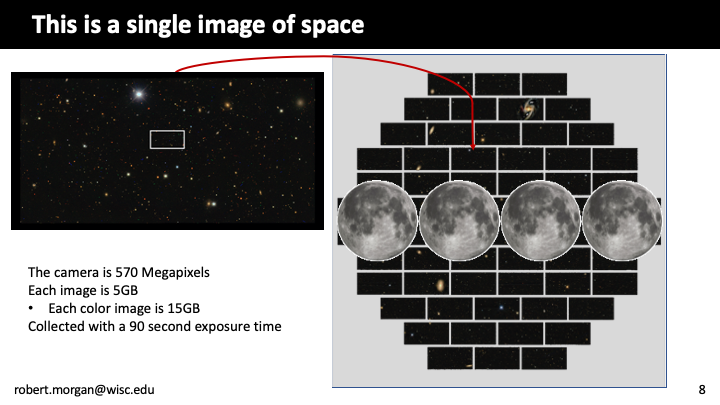 This is a single image of space
The camera is 570 Megapixels
Each image is 5GB
• Each color image is 15GB
Collected with a 90 second exposure time
robert.morgan@wisc.edu
8